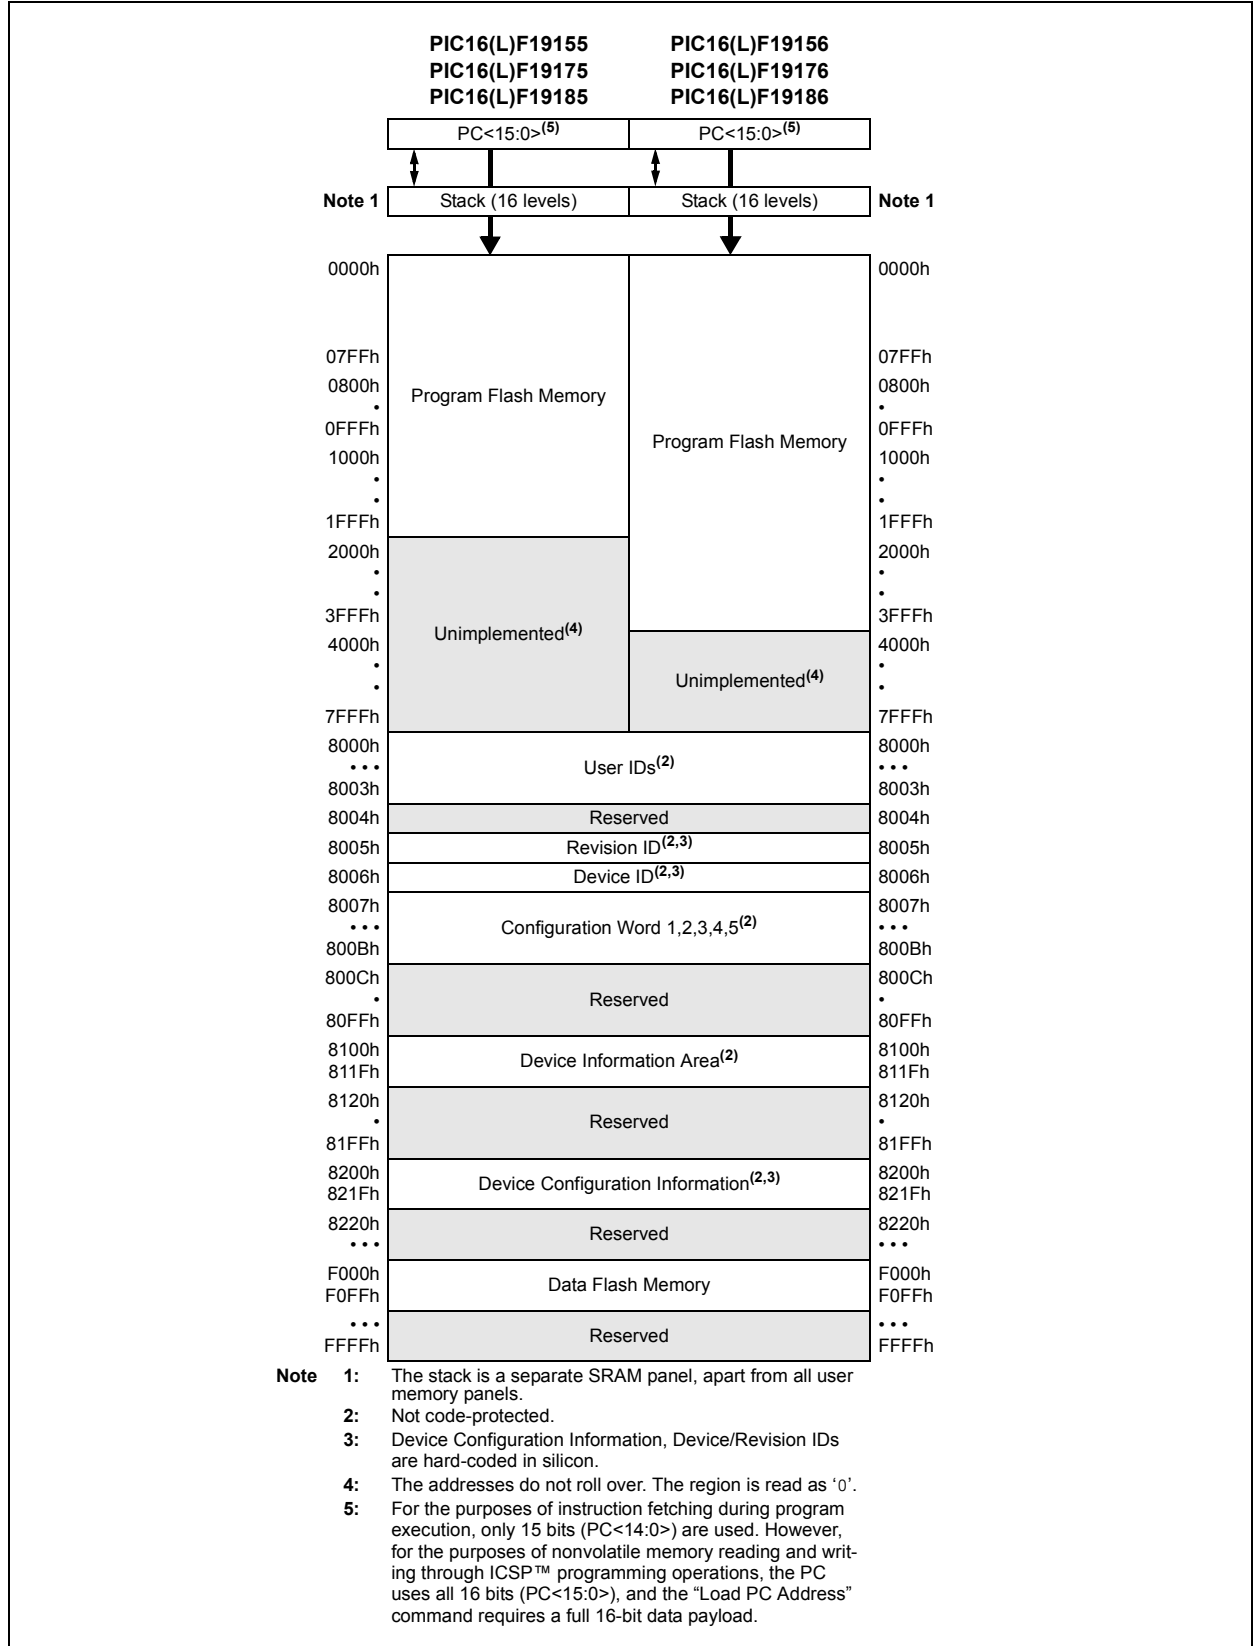 PIC16(L)F19155 PIC16(L)F19156
PIC16(L)F19175 PIC16(L)F19176
PIC16(L)F19185 PIC16(L)F19186
PC<15:0>(5) PC<15:0>(5)
Note 1 Stack (16 levels) Stack (16 levels) Note 1
0000h 0000h
07FFh 07FFh
0800h Program Flash Memory 0800h
• •
0FFFh 0FFFh
Program Flash Memory
1000h 1000h
• •
• •
1FFFh 1FFFh
2000h 2000h
• •
• •
3FFFh 3FFFh
Unimplemented(4)
4000h 4000h
• •
Unimplemented(4)
• •
7FFFh 7FFFh
8000h 8000h
• • • User IDs(2) • • •
8003h 8003h
8004h Reserved 8004h
8005h Revision ID(2,3) 8005h
8006h Device ID(2,3) 8006h
8007h 8007h
• • • Configuration Word 1,2,3,4,5(2) • • •
800Bh 800Bh
800Ch 800Ch
• Reserved •
80FFh 80FFh
8100h 8100h
Device Information Area(2)
811Fh 811Fh
8120h 8120h
• Reserved •
81FFh 81FFh
8200h 8200h
Device Configuration Information(2,3)
821Fh 821Fh
8220h 8220h
Reserved
• • • • • •
F000h F000h
Data Flash Memory
F0FFh F0FFh
• • • • • •
Reserved
FFFFh FFFFh
Note 1: The stack is a separate SRAM panel, apart from all user
memory panels.
2: Not code-protected.
3: Device Configuration Information, Device/Revision IDs
are hard-coded in silicon.
4: The addresses do not roll over. The region is read as ‘0’.
5: For the purposes of instruction fetching during program
execution, only 15 bits (PC<14:0>) are used. However,
for the purposes of nonvolatile memory reading and writ-
ing through ICSP™ programming operations, the PC
uses all 16 bits (PC<15:0>), and the “Load PC Address”
command requires a full 16-bit data payload.